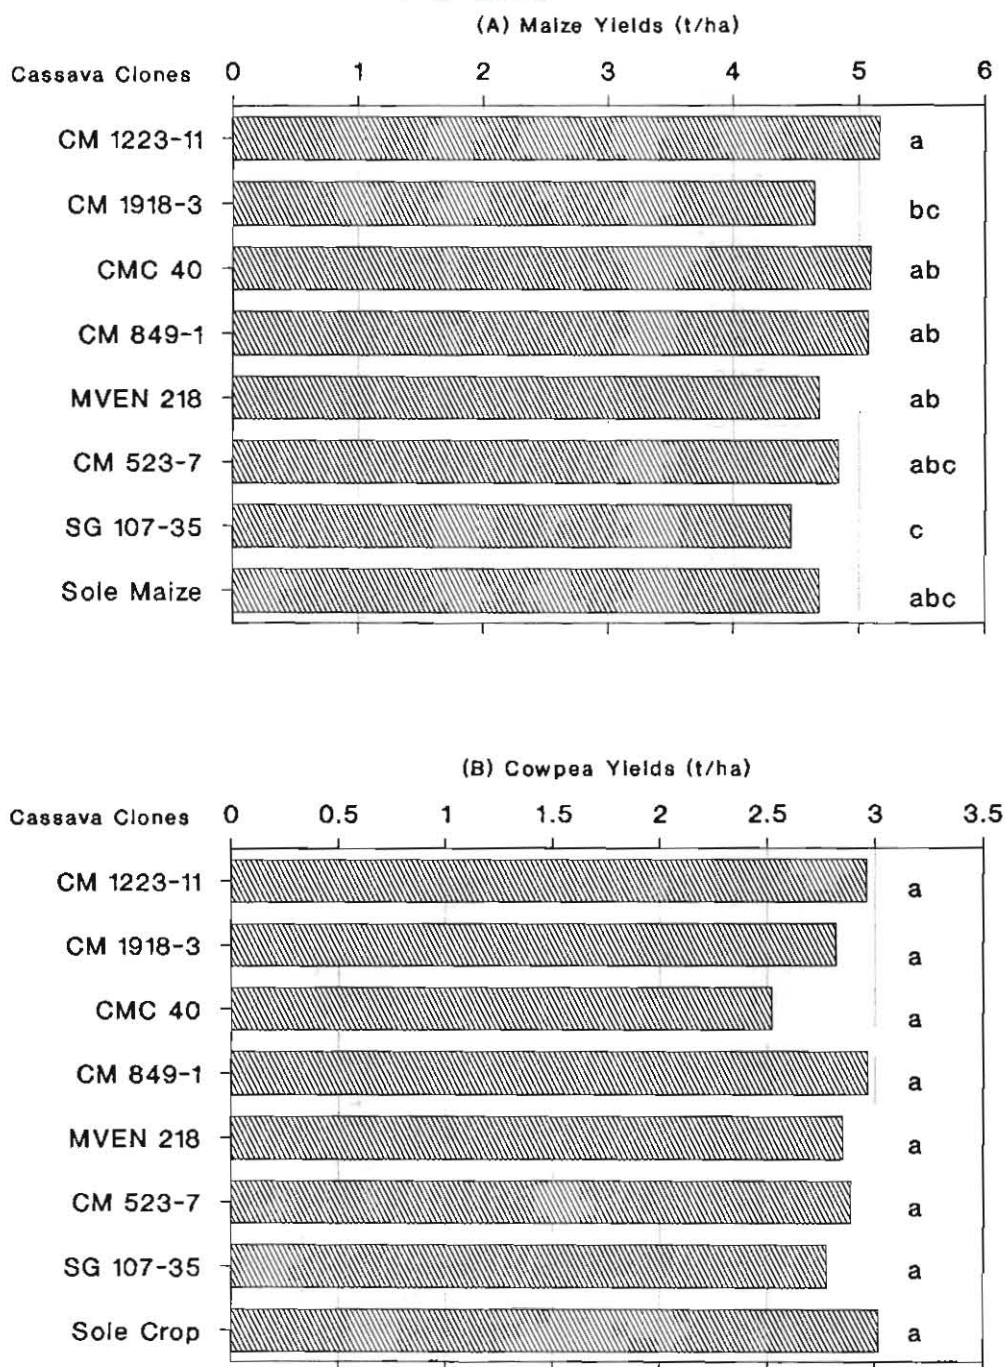 (A) Maize Yields (t/ha)
Cassava Clones 0 1 2 3 4 5 6
CM 1223-11 a
CM 1918-3 bc
CMC 40 ab
CM 849-1 ab
MVEN 218 ab
CM 523-7 abc
SG 107-35 c
Sole Maize abc
(B) Cowpea Yields (t/ha)
Cassava Clones 0 0.5 1 1.5 2 2.5 3 3.5
CM 1223-11 a
CM 1918-3 a
CMC 40 a
CM 849-1 a
MVEN 218 a
CM 523-7 a
SG 107-35 a
Sole Crop a